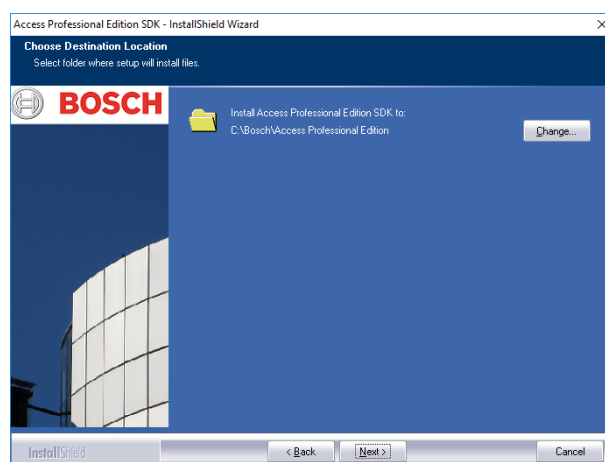 Access Professional Edition SDK - InstallShield Wizard
Choose Destination Location
Select folder where setup will install files.
BOSCH
Install Access Professional Edition SDK to:
C:\Bosch\Access Professional Edition
Change...
InstallShield
< Back
Next >
Cancel